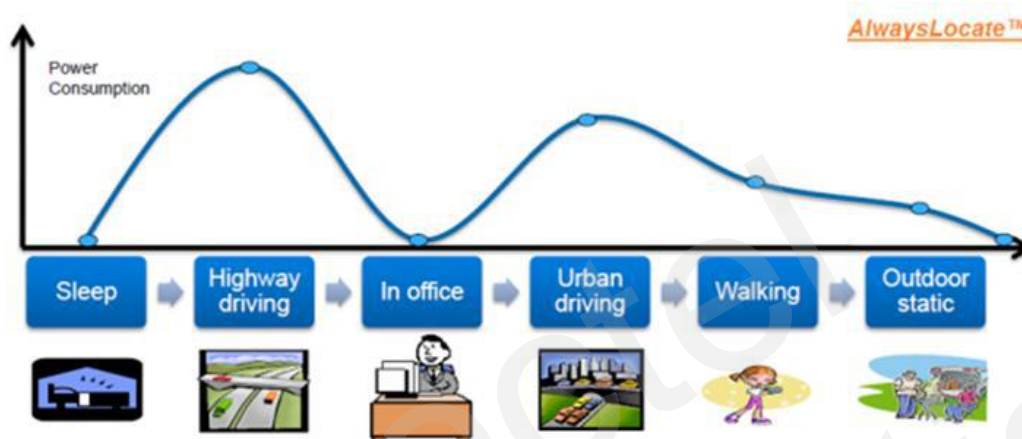 AlwaysLocate™
Power
Consumption
Sleep
Highway
driving
In office
Urban
driving
Walking
Outdoor
static